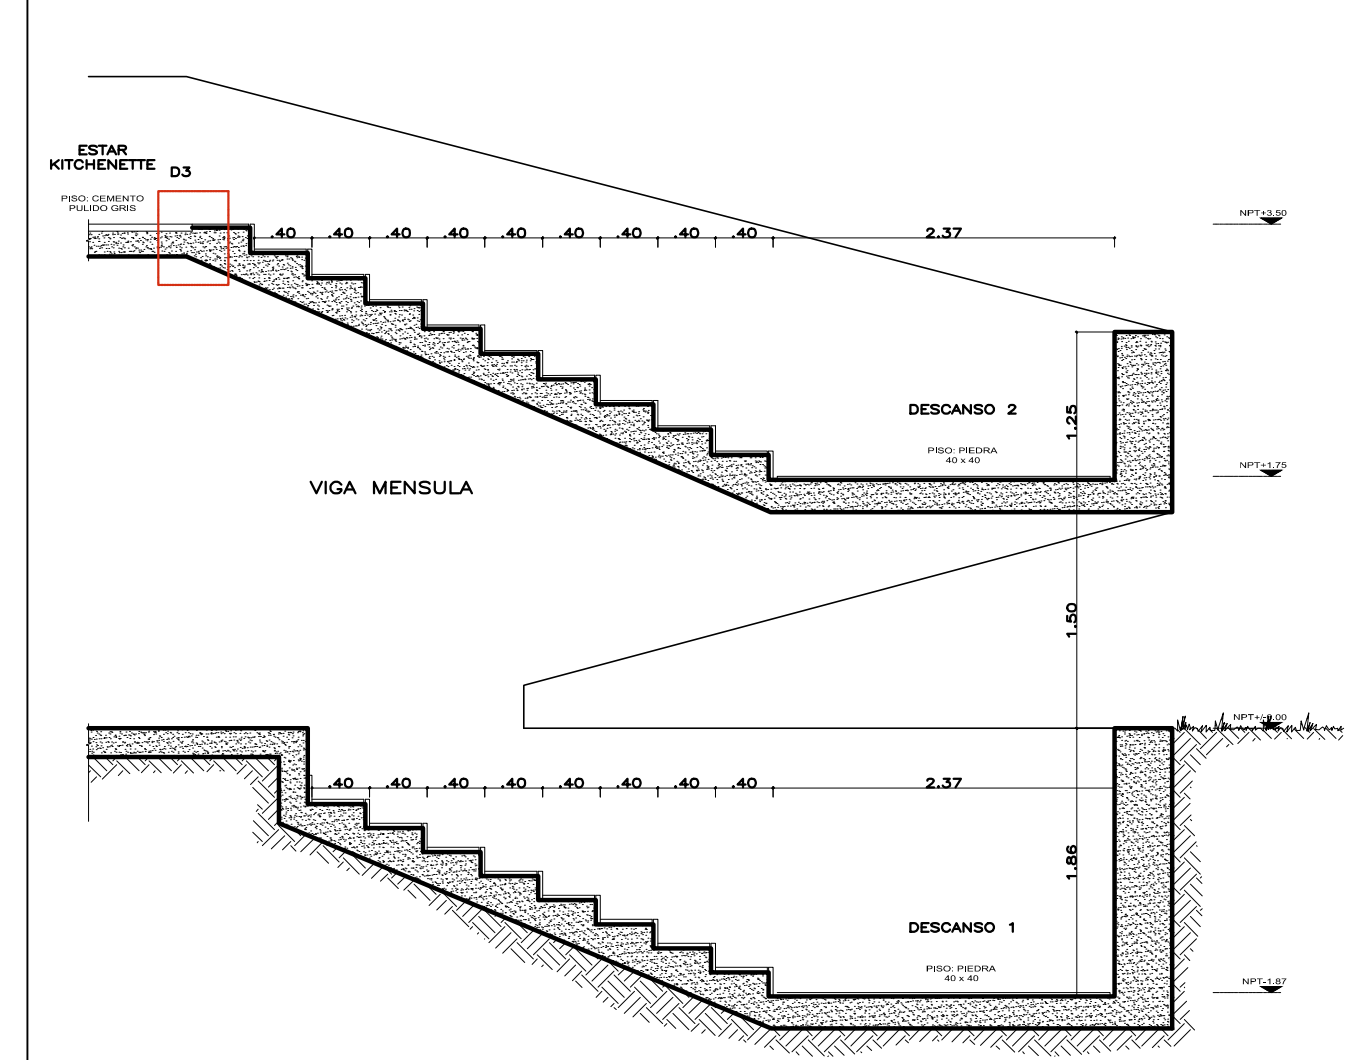 ESTAR
KITCHENETTE
D3
PISO: CEMENTO
PULIDO GRIS
.40 .40 .40 .40 .40 .40 .40 .40 .40 2.37
NPT+3.50
1.25
DESCANSO 2
PISO: PIEDRA
40 x 40
NPT+1.75
VIGA MENSULA
1.50
NPT+/-0.00
.40 .40 .40 .40 .40 .40 .40 .40 2.37
1.86
DESCANSO 1
PISO: PIEDRA
40 x 40
NPT-1.87